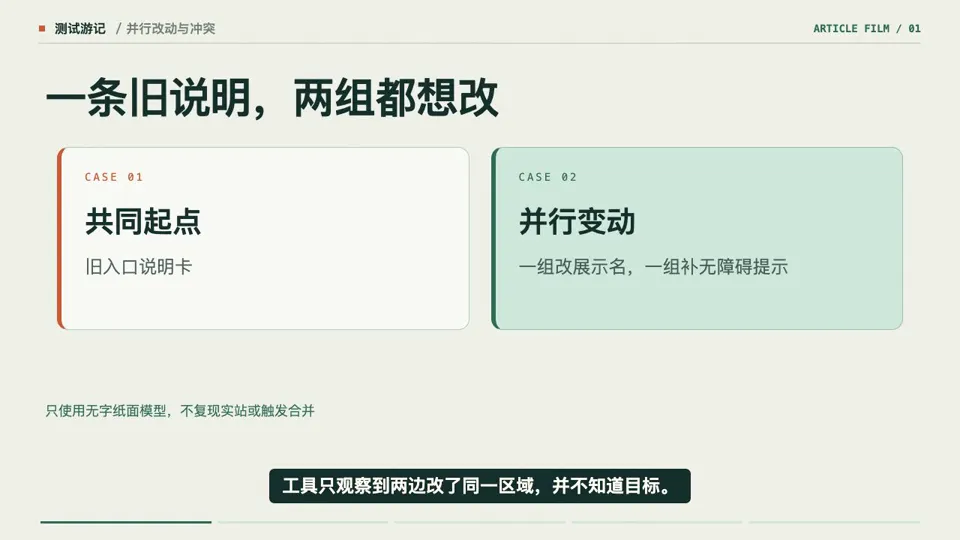 测试游记 / 并行改动与冲突
ARTICLE FILM / 01
一条旧说明，两组都想改
CASE 01
共同起点
旧入口说明卡
CASE 02
并行变动
一组改展示名，一组补无障碍提示
只使用无字纸面模型，不复现实站或触发合并
工具只观察到两边改了同一区域，并不知道目标。